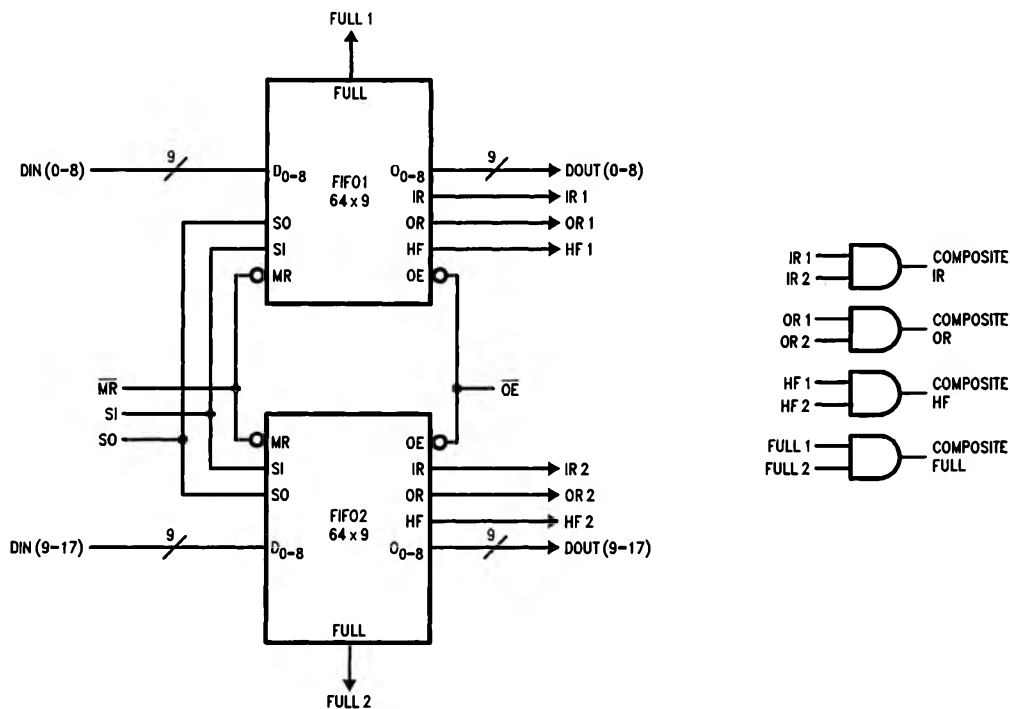 FULL 1
FULL
DIN (0-8)
9
D0-8
FIFO1
64 x 9
O0-8
9
DOUT (0-8)
IR
IR 1
SO
OR
OR 1
SI
HF
HF 1
MR
OE
M̅R̅
O̅E̅
SI
SO
MR
OE
SI
IR
IR 2
SO
OR
OR 2
FIFO2
64 x 9
HF
HF 2
DIN (9-17)
9
D0-8
O0-8
9
DOUT (9-17)
FULL
FULL 2
IR 1
IR 2
COMPOSITE
IR
OR 1
OR 2
COMPOSITE
OR
HF 1
HF 2
COMPOSITE
HF
FULL 1
FULL 2
COMPOSITE
FULL